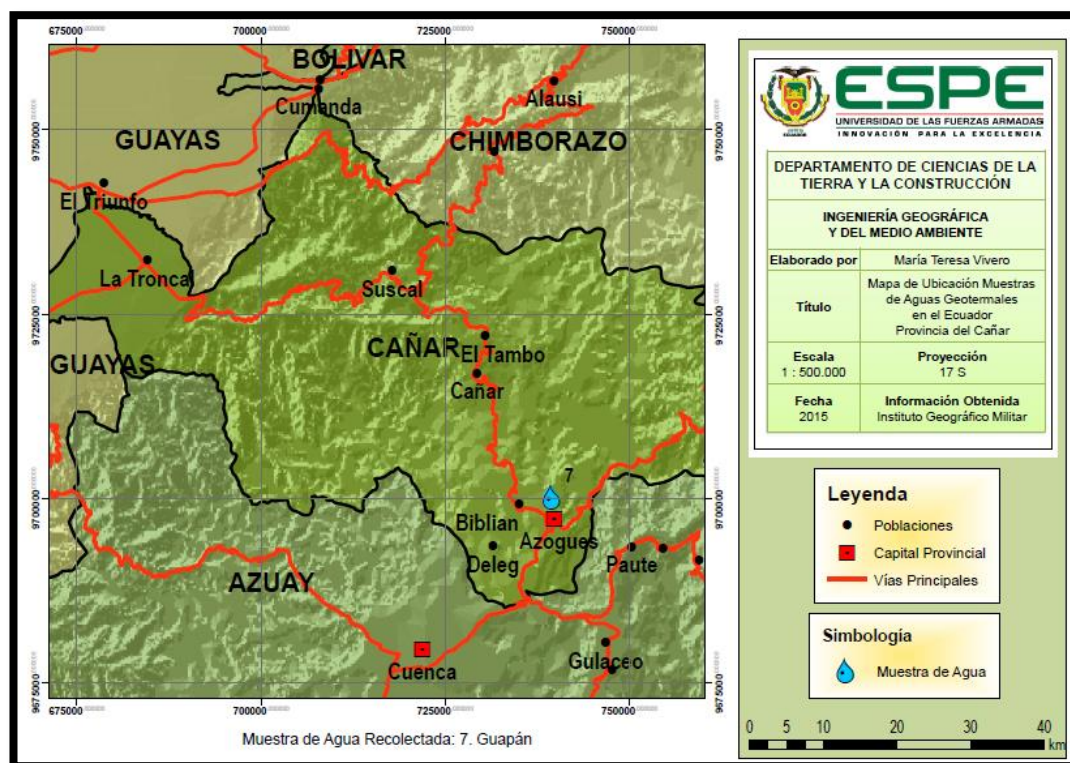 675000
700000
725000
750000
BOLIVAR
Cumanda
Alausi
GUAYAS
CHIMBORAZO
9750000
9750000
El Triunfo
La Troncal
Suscal
9725000
9725000
CAÑAR
El Tambo
GUAYAS
Cañar
7
9700000
9700000
Biblian
Azogues
Deleg
Paute
AZUAY
Gulaceo
Cuenca
9675000
9675000
675000
700000
725000
750000
Muestra de Agua Recolectada: 7. Guapán
ESPE
UNIVERSIDAD DE LAS FUERZAS ARMADAS
INNOVACIÓN PARA LA EXCELENCIA
DEPARTAMENTO DE CIENCIAS DE LA
TIERRA Y LA CONSTRUCCIÓN
INGENIERÍA GEOGRÁFICA
Y DEL MEDIO AMBIENTE
Elaborado por María Teresa Vivero
Título
Mapa de Ubicación Muestras
de Aguas Geotermales
en el Ecuador
Provincia del Cañar
Escala
1 : 500.000
Proyección
17 S
Fecha
2015
Información Obtenida
Instituto Geográfico Militar
Leyenda
Poblaciones
Capital Provincial
Vías Principales
Simbología
Muestra de Agua
0 5 10 20 30 40
km